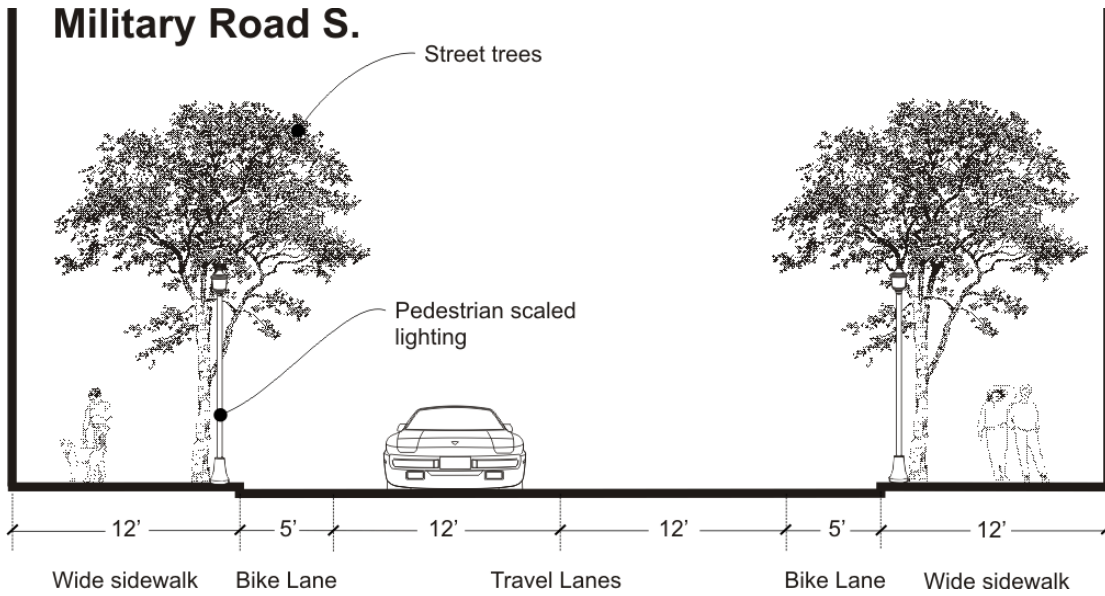 Military Road S.
Street trees
Pedestrian scaled
lighting
12’ 5’ 12’ 12’ 5’ 12’
Wide sidewalk Bike Lane Travel Lanes Bike Lane Wide sidewalk